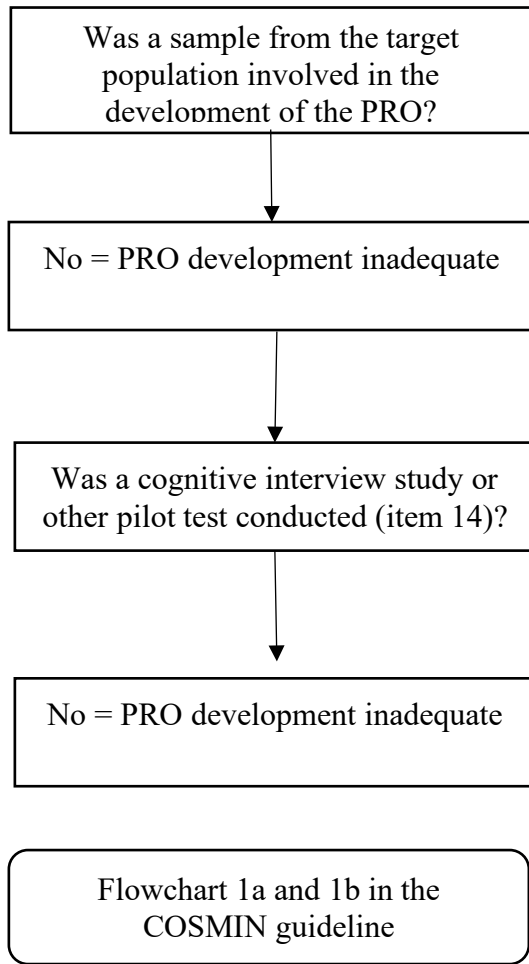 Was a sample from the target
population involved in the
development of the PRO?
No = PRO development inadequate
Was a cognitive interview study or
other pilot test conducted (item 14)?
No = PRO development inadequate
Flowchart 1a and 1b in the
COSMIN guideline